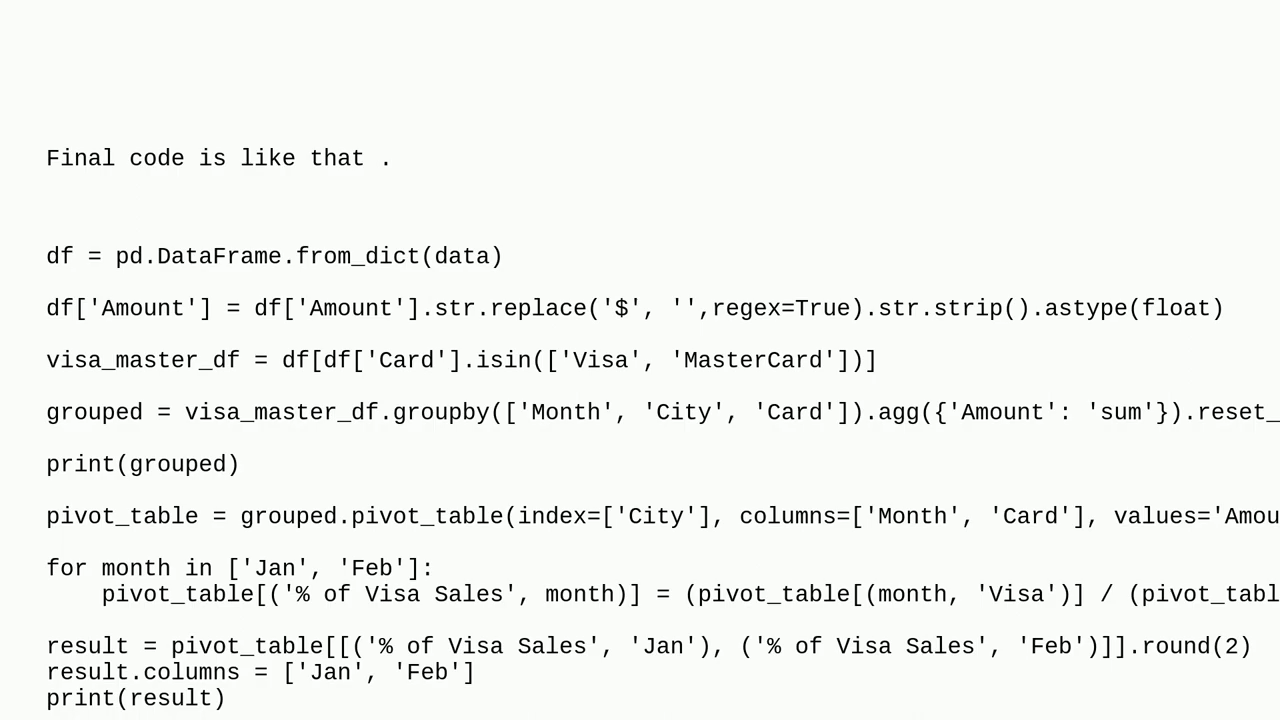 Final code is like that .
df = pd.DataFrame.from_dict(data)
df['Amount'] = df['Amount'].str.replace('$', '',regex=True).str.strip().astype(float)
visa_master_df = df[df['Card'].isin(['Visa', 'MasterCard'])]
grouped = visa_master_df.groupby(['Month', 'City', 'Card']).agg({'Amount': 'sum'}).reset_
print(grouped)
pivot_table = grouped.pivot_table(index=['City'], columns=['Month', 'Card'], values='Amou
for month in ['Jan', 'Feb']:
    pivot_table[('% of Visa Sales', month)] = (pivot_table[(month, 'Visa')] / (pivot_tabl
result = pivot_table[[('% of Visa Sales', 'Jan'), ('% of Visa Sales', 'Feb')]].round(2)
result.columns = ['Jan', 'Feb']
print(result)